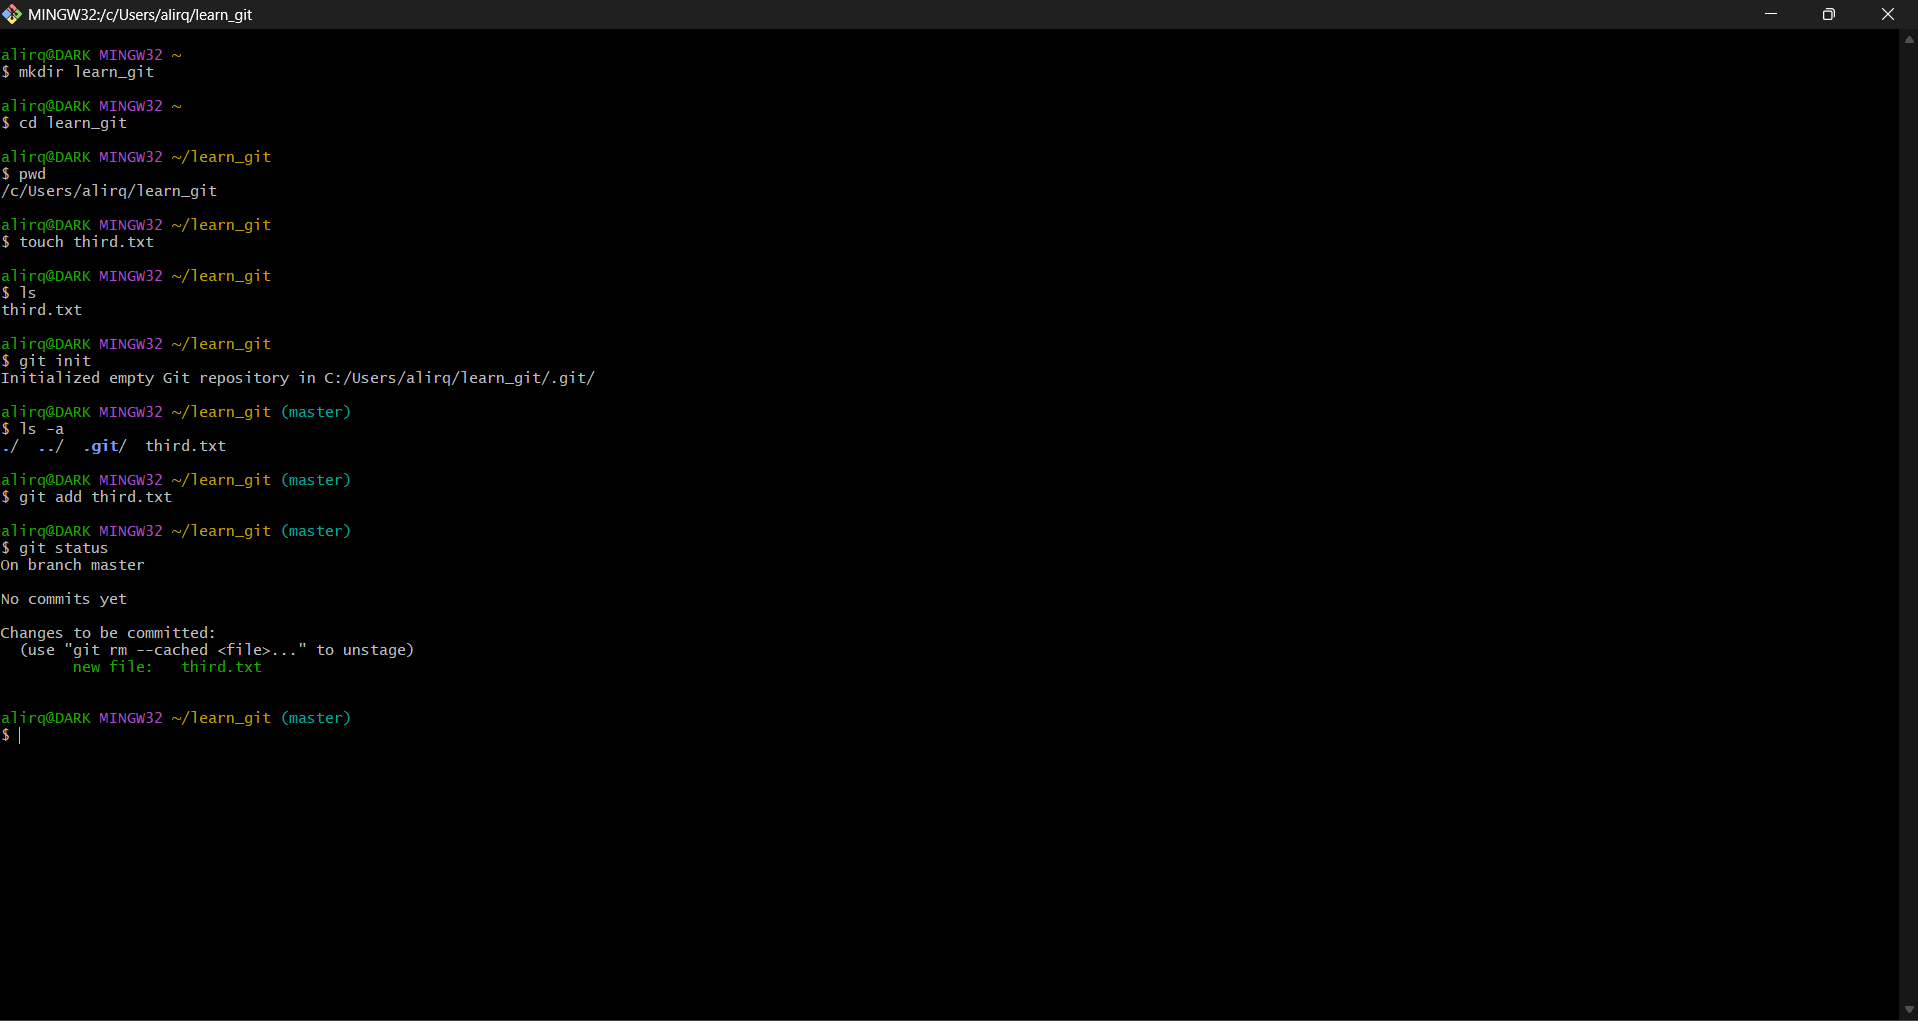 MINGW32:/c/Users/alirq/learn_git
alirq@DARK MINGW32 ~
$ mkdir learn_git
alirq@DARK MINGW32 ~
$ cd learn_git
alirq@DARK MINGW32 ~/learn_git
$ pwd
/c/Users/alirq/learn_git
alirq@DARK MINGW32 ~/learn_git
$ touch third.txt
alirq@DARK MINGW32 ~/learn_git
$ ls
third.txt
alirq@DARK MINGW32 ~/learn_git
$ git init
Initialized empty Git repository in C:/Users/alirq/learn_git/.git/
alirq@DARK MINGW32 ~/learn_git (master)
$ ls -a
./  ../  .git/  third.txt
alirq@DARK MINGW32 ~/learn_git (master)
$ git add third.txt
alirq@DARK MINGW32 ~/learn_git (master)
$ git status
On branch master
No commits yet
Changes to be committed:
  (use "git rm --cached <file>..." to unstage)
        new file:   third.txt
alirq@DARK MINGW32 ~/learn_git (master)
$